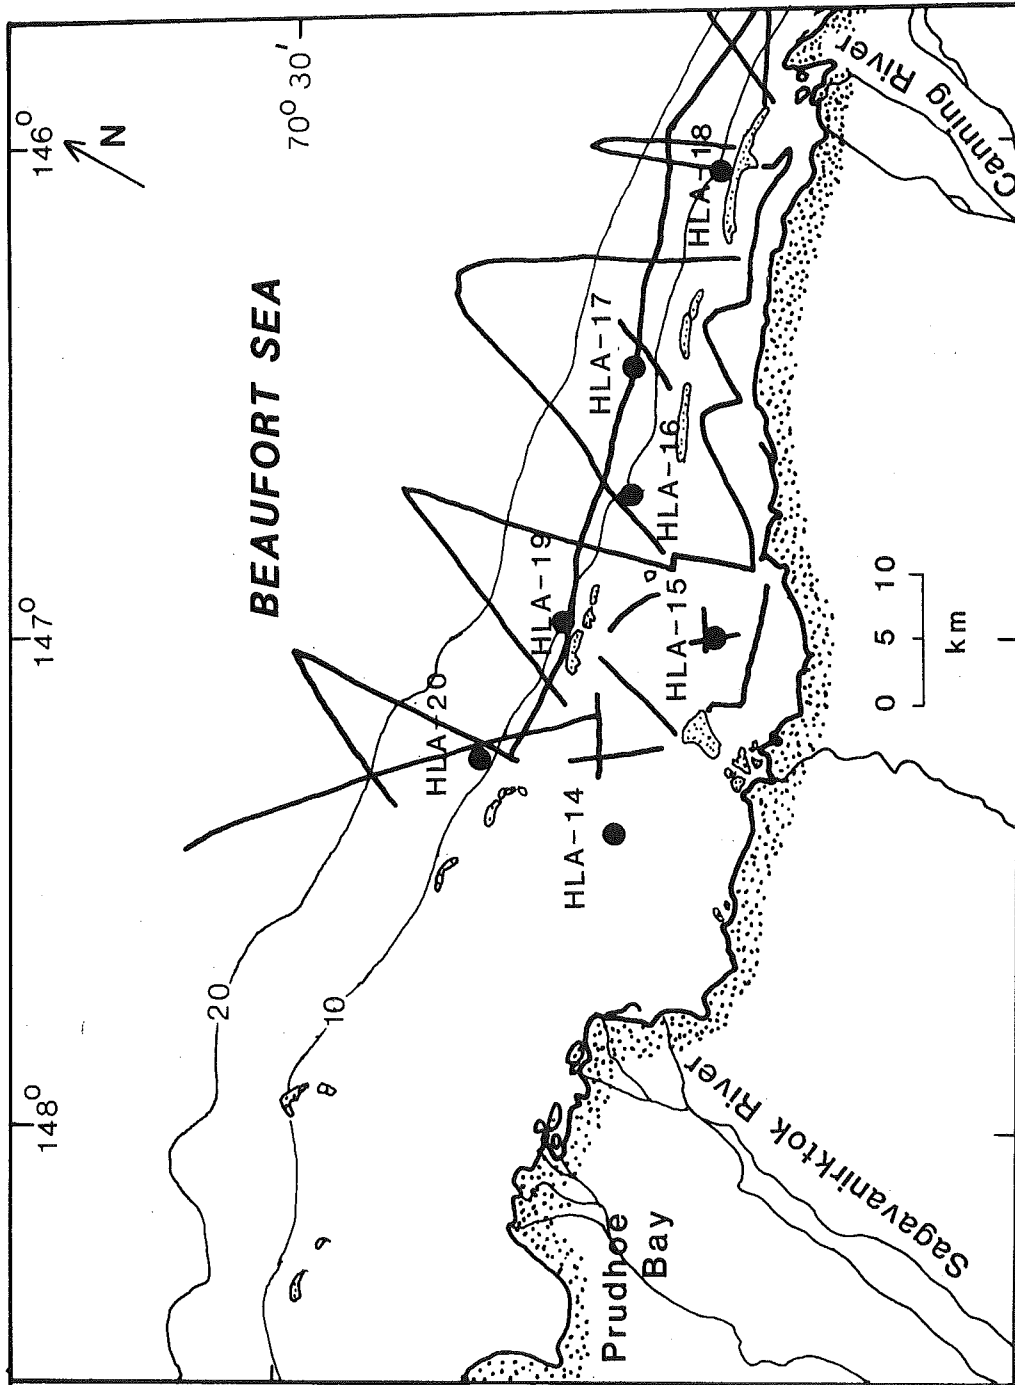 148°
147°
146°
N
70° 30'
BEAUFORT SEA
20
10
HLA-20
HLA-19
HLA-17
HLA-18
HLA-14
HLA-16
HLA-15
Prudhoe
Bay
Sagavanirktok River
Canning River
0 5 10
km